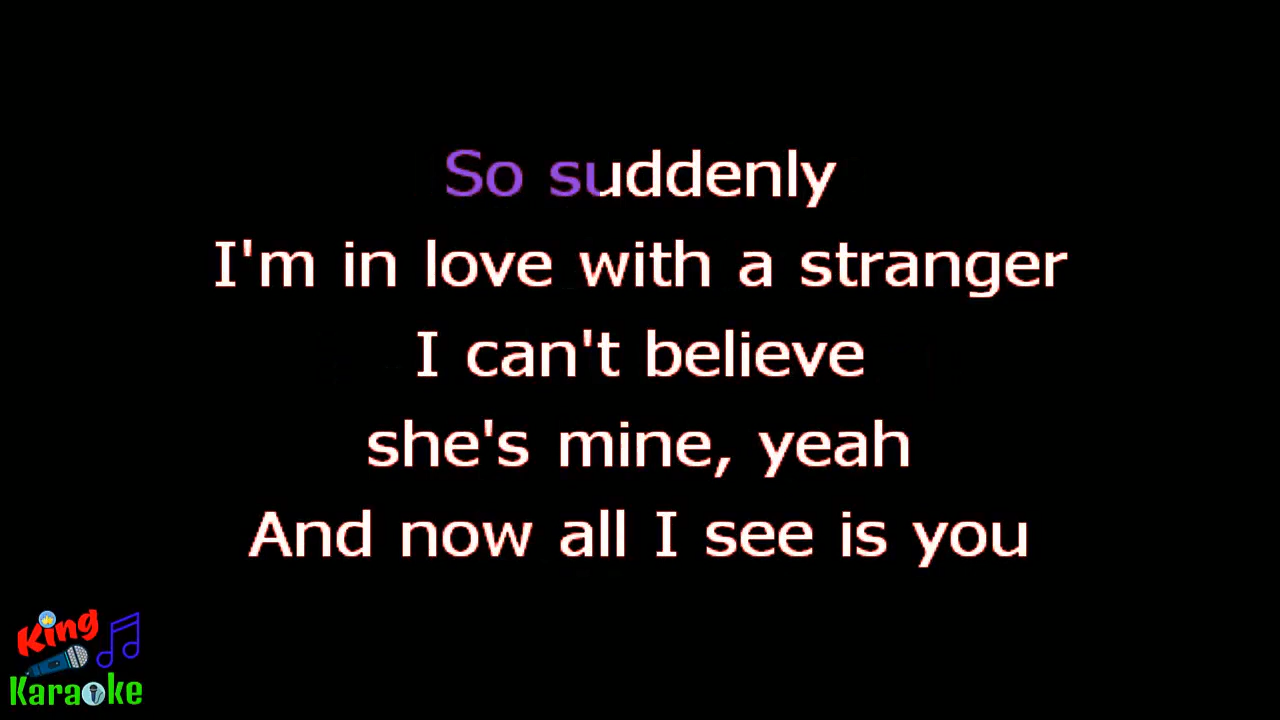 So suddenly
I'm in love with a stranger
I can't believe
she's mine, yeah
And now all I see is you
King
Karaoke